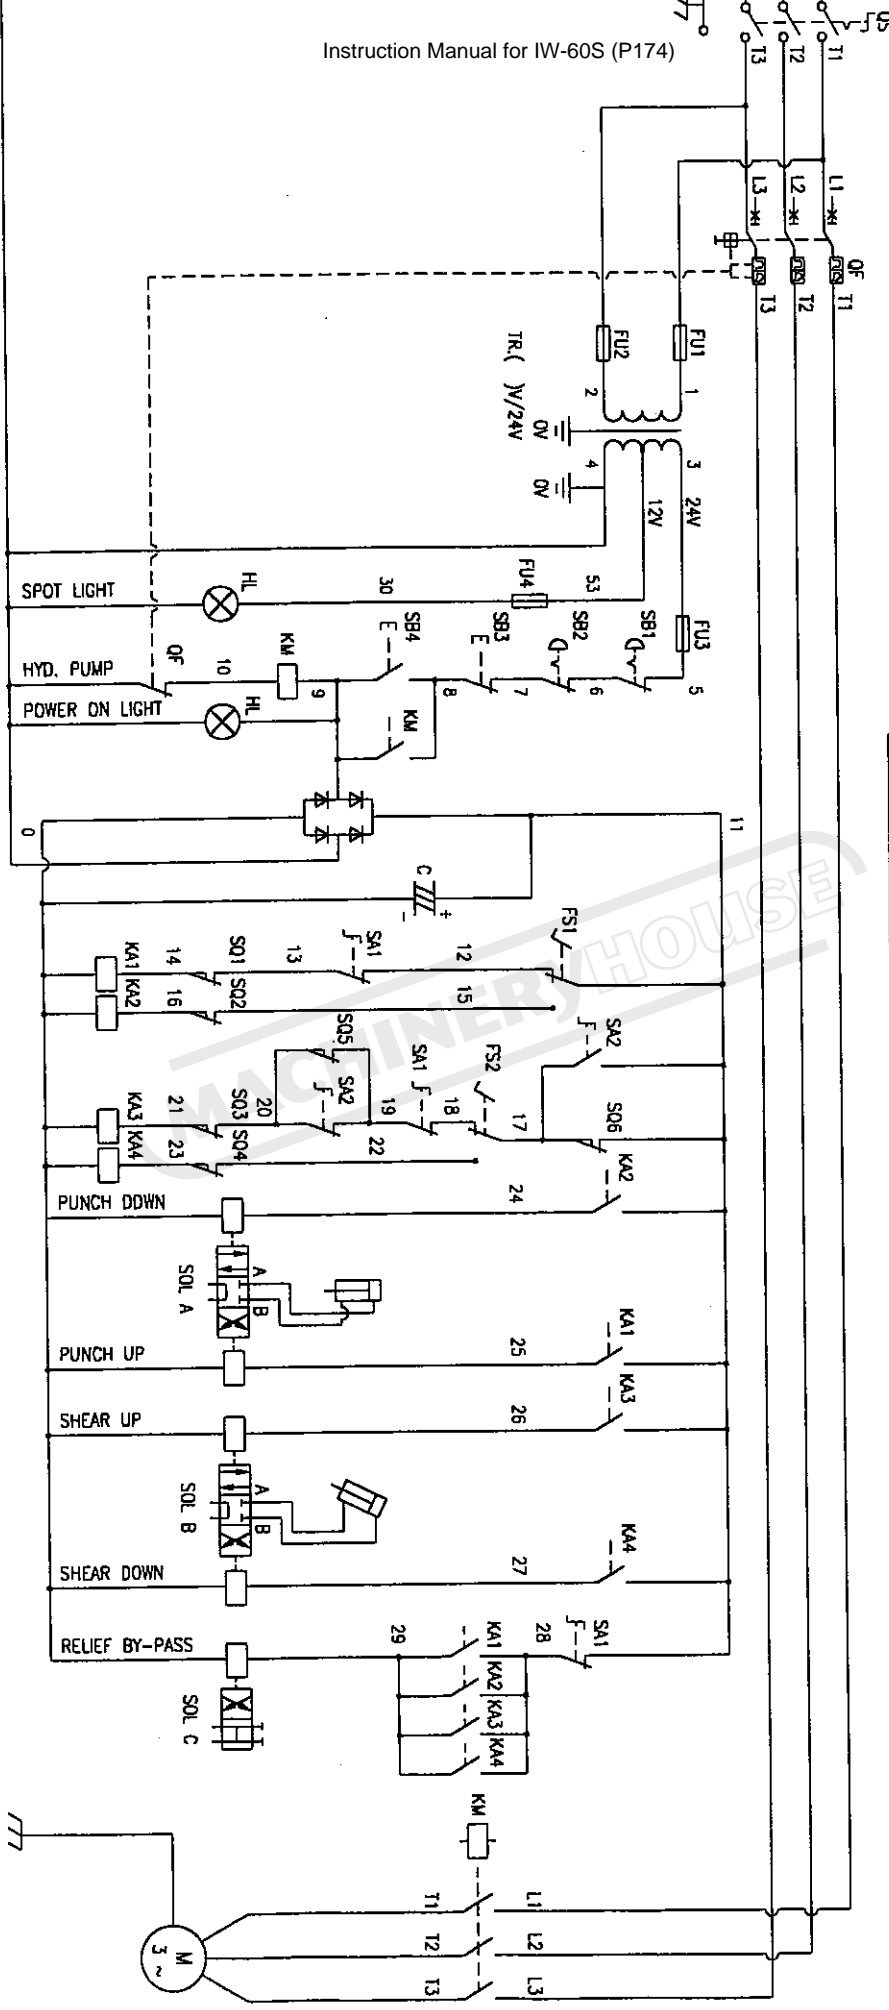 Instruction Manual for IW-60S (P174)
QS
T3
T2
T1
L3
L2
L1
QF
T3
T2
T1
FU2
FU1
TR.( )V/24V
2
1
0V
4
3
0V
12V
24V
SPOT LIGHT
HL
30
FU4
53
FU3
HYD. PUMP
QF
10
KM
9
SB4
8
SB3
7
SB2
6
SB1
5
POWER ON LIGHT
HL
KM
0
11
C
- +
KA1
14
SQ1
13
SA1
12
FS1
KA2
16
SQ2
15
SQ5
SA2
KA3
21
SQ3
20
SA2
19
SA1
18
FS2
17
SQ6
KA4
23
SQ4
22
PUNCH DOWN
24
KA2
SOL A
A
B
PUNCH UP
25
KA1
SHEAR UP
26
KA3
SOL B
A
B
SHEAR DOWN
27
KA4
RELIEF BY-PASS
29
KA1
28
SA1
KA2
KA3
KA4
SOL C
KM
T1
L1
T2
L2
T3
L3
M
3 ~
MACHINERYHOUSE